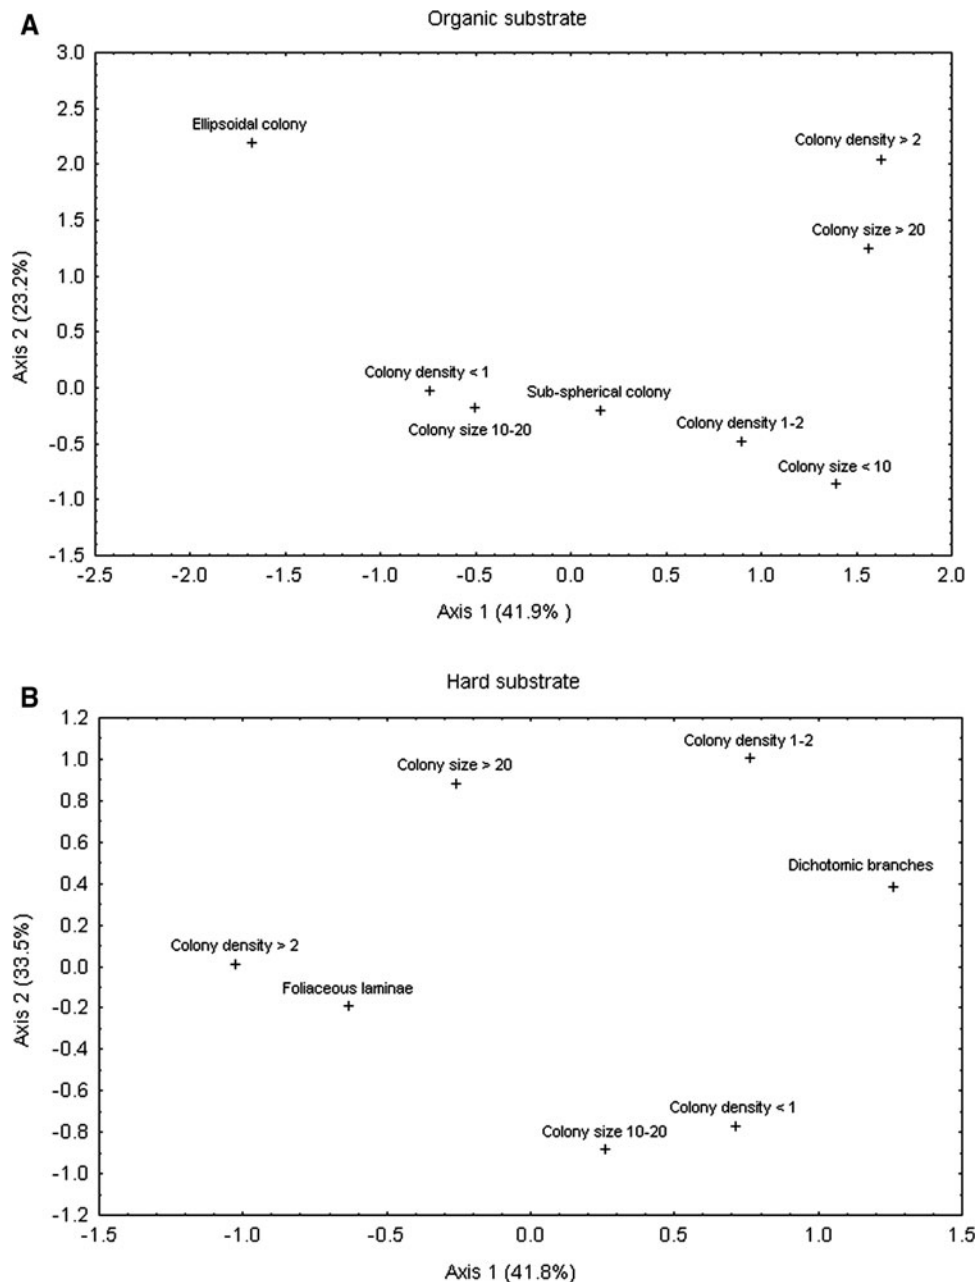 A
Organic substrate
3.0
2.5
2.0
1.5
1.0
0.5
0.0
-0.5
-1.0
-1.5
Axis 2 (23.2%)
Ellipsoidal colony
Colony density > 2
Colony size > 20
Colony density < 1
Sub-spherical colony
Colony size 10-20
Colony density 1-2
Colony size < 10
-2.5 -2.0 -1.5 -1.0 -0.5 0.0 0.5 1.0 1.5 2.0
Axis 1 (41.9% )
B
Hard substrate
1.2
1.0
0.8
0.6
0.4
0.2
0.0
-0.2
-0.4
-0.6
-0.8
-1.0
-1.2
Axis 2 (33.5%)
Colony density 1-2
Colony size > 20
Dichotomic branches
Colony density > 2
Foliaceous laminae
Colony density < 1
Colony size 10-20
-1.5 -1.0 -0.5 0.0 0.5 1.0 1.5
Axis 1 (41.8%)